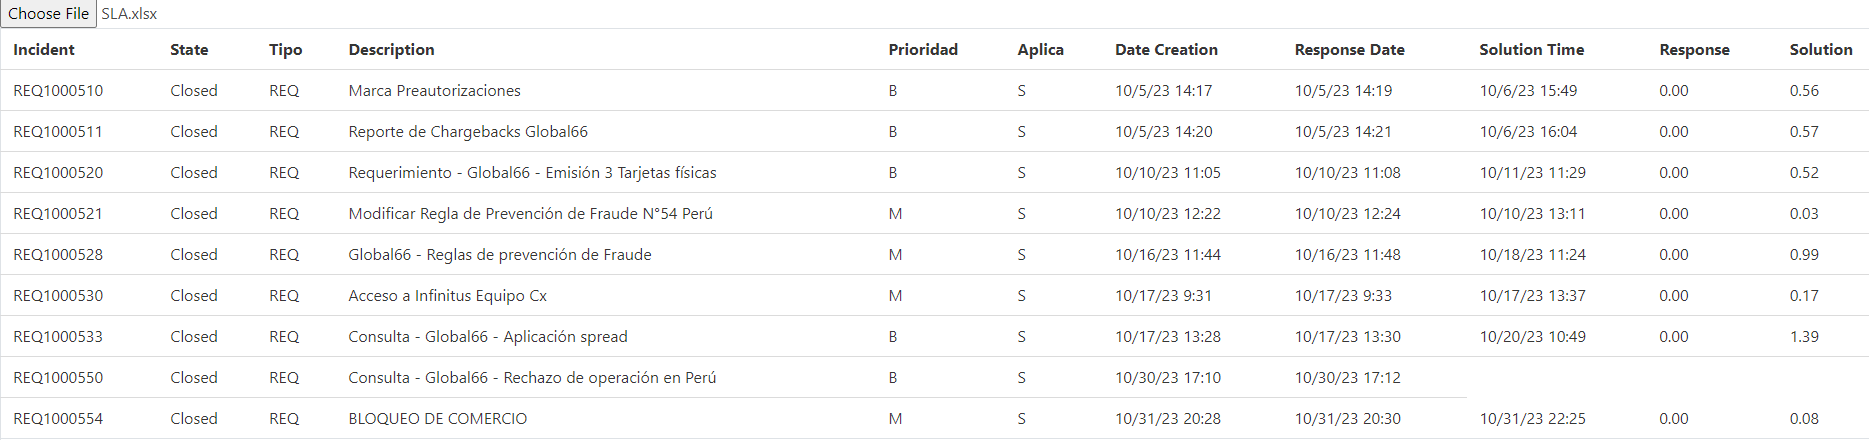 Choose File SLA.xlsx
Incident State Tipo Description Prioridad Aplica Date Creation Response Date Solution Time Response Solution
REQ1000510 Closed REQ Marca Preautorizaciones B S 10/5/23 14:17 10/5/23 14:19 10/6/23 15:49 0.00 0.56
REQ1000511 Closed REQ Reporte de Chargebacks Global66 B S 10/5/23 14:20 10/5/23 14:21 10/6/23 16:04 0.00 0.57
REQ1000520 Closed REQ Requerimiento - Global66 - Emisión 3 Tarjetas físicas B S 10/10/23 11:05 10/10/23 11:08 10/11/23 11:29 0.00 0.52
REQ1000521 Closed REQ Modificar Regla de Prevención de Fraude N°54 Perú M S 10/10/23 12:22 10/10/23 12:24 10/10/23 13:11 0.00 0.03
REQ1000528 Closed REQ Global66 - Reglas de prevención de Fraude M S 10/16/23 11:44 10/16/23 11:48 10/18/23 11:24 0.00 0.99
REQ1000530 Closed REQ Acceso a Infinitus Equipo Cx M S 10/17/23 9:31 10/17/23 9:33 10/17/23 13:37 0.00 0.17
REQ1000533 Closed REQ Consulta - Global66 - Aplicación spread B S 10/17/23 13:28 10/17/23 13:30 10/20/23 10:49 0.00 1.39
REQ1000550 Closed REQ Consulta - Global66 - Rechazo de operación en Perú B S 10/30/23 17:10 10/30/23 17:12
REQ1000554 Closed REQ BLOQUEO DE COMERCIO M S 10/31/23 20:28 10/31/23 20:30 10/31/23 22:25 0.00 0.08